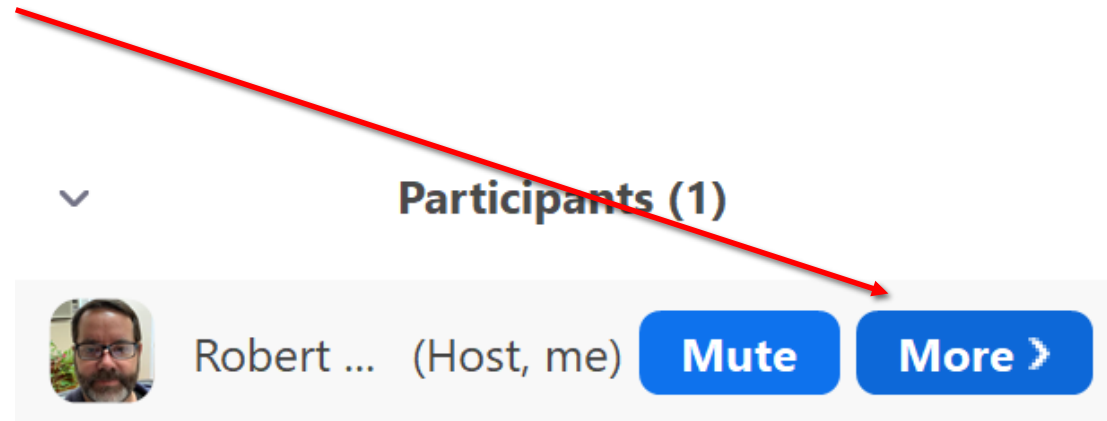 Participants (1)
Robert ... (Host, me) Mute More